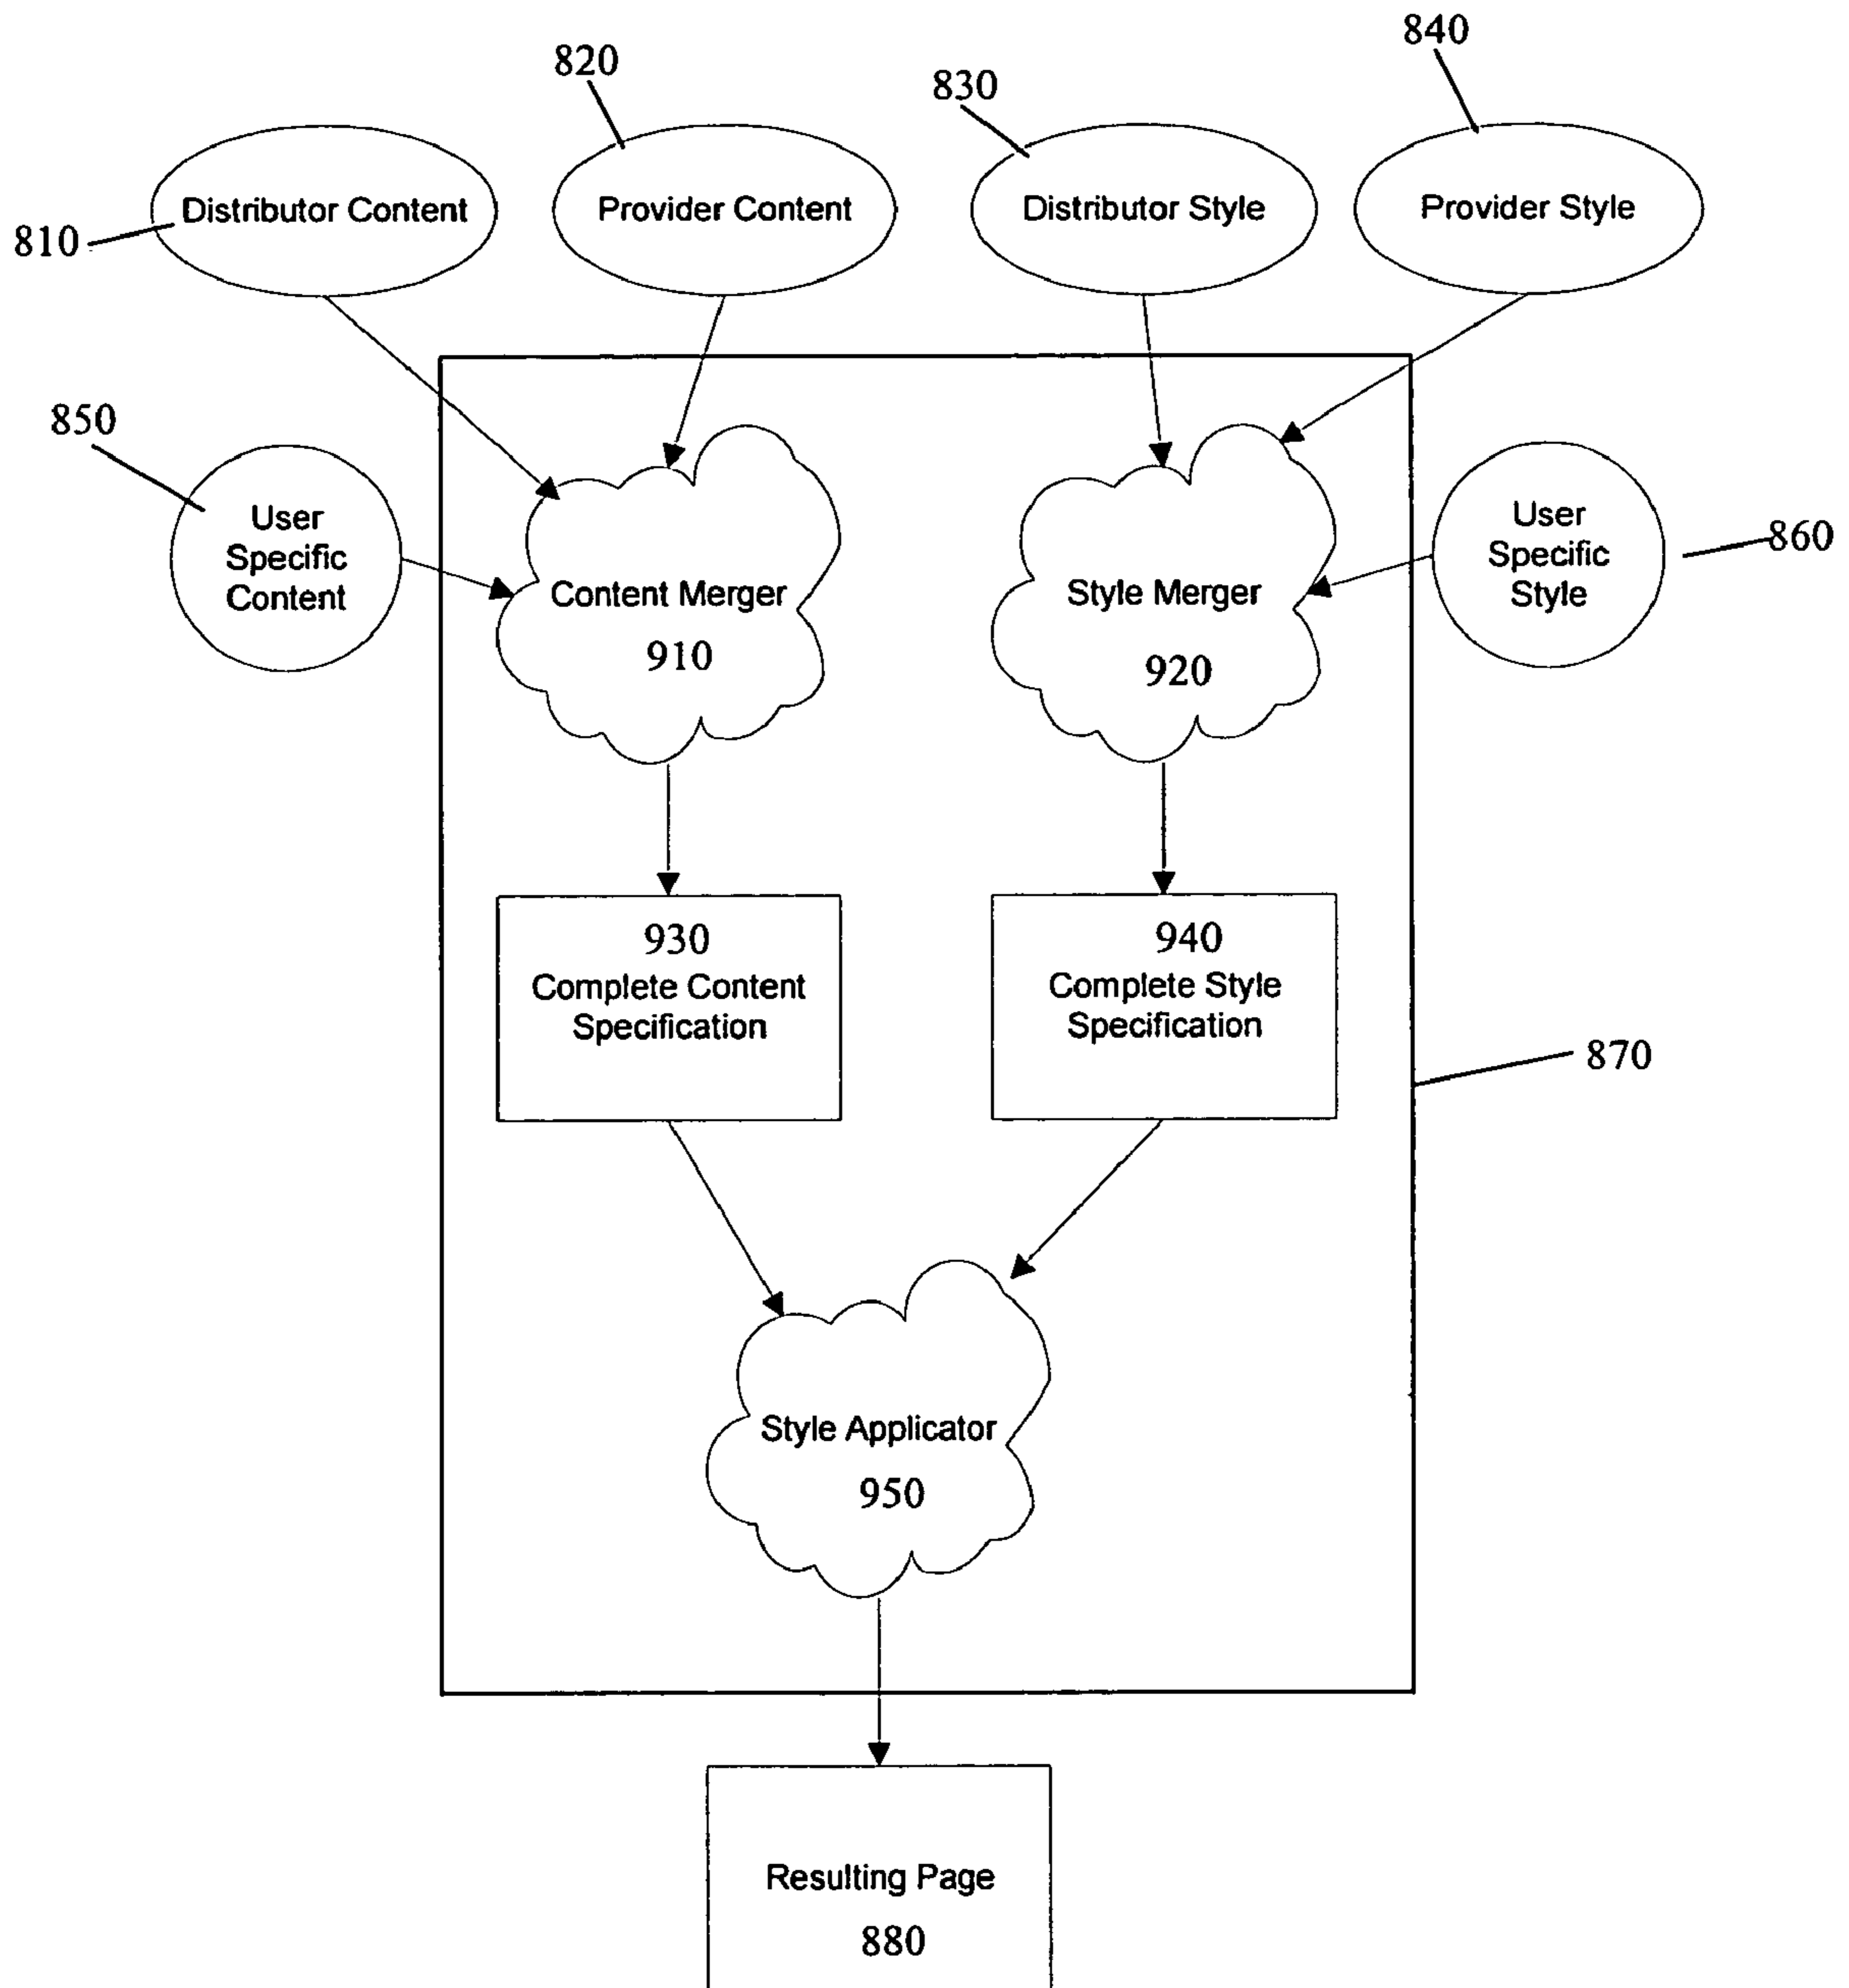 840
820
830
Distributor Content
Provider Content
Distributor Style
Provider Style
810
850
User
Specific
Content
User
Specific
Style
860
Content Merger
910
Style Merger
920
930
Complete Content
Specification
940
Complete Style
Specification
870
Style Applicator
950
Resulting Page
880